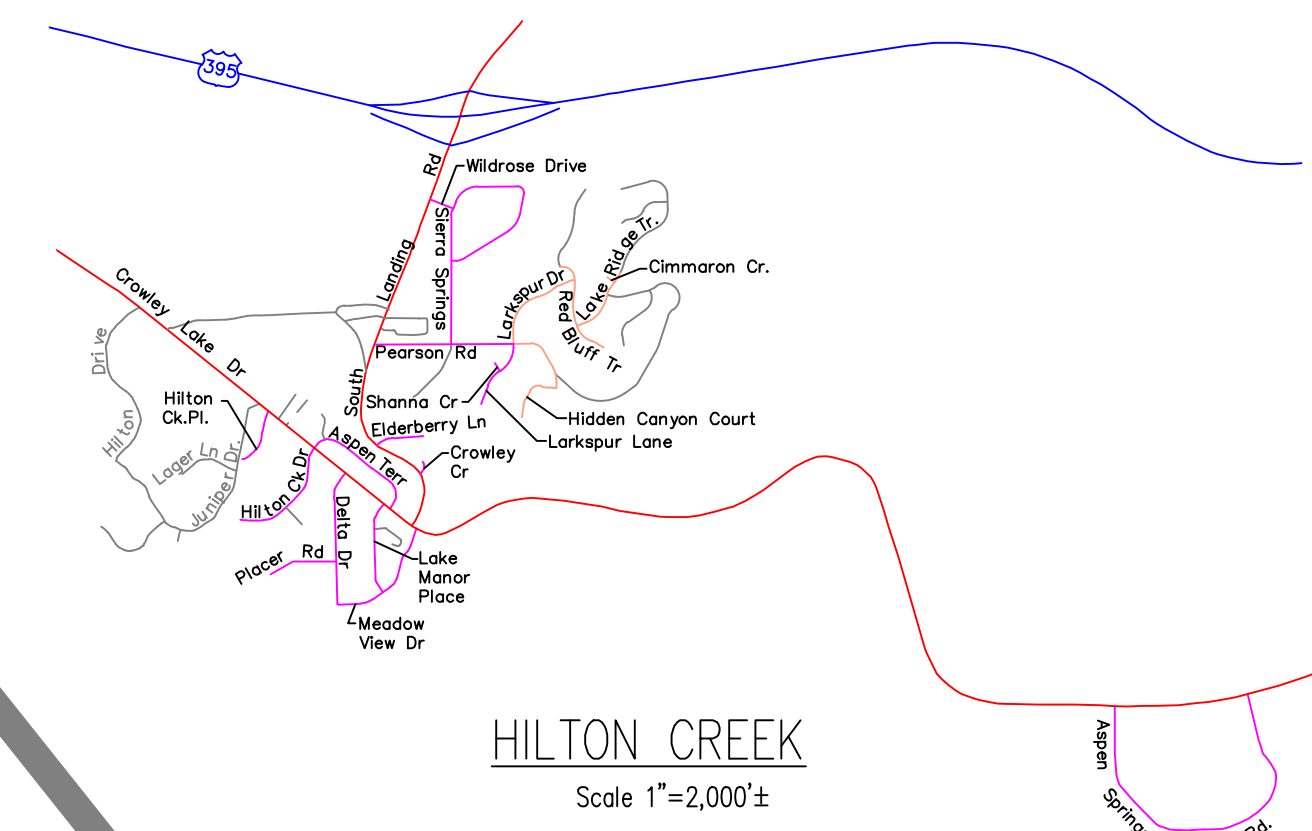 395
Wildrose Drive
South Landing Rd
Sierra Springs
Lake Ridge Tr.
Cimmaron Cr.
Larkspur Dr
Red Bluff Tr
Crowley Lake Dr
Pearson Rd
Hilton Drive
Hilton
Ck.Pl.
Shanna Cr
Hidden Canyon Court
Larkspur Lane
Elderberry Ln
Aspen Terr
Crowley
Cr
Lager Ln
Juniper Dr.
Hilton Ck Dr
Delta Dr
Placer Rd
Lake
Manor
Place
Meadow
View Dr
HILTON CREEK
Scale 1"=2,000'±
Aspen
Rd.